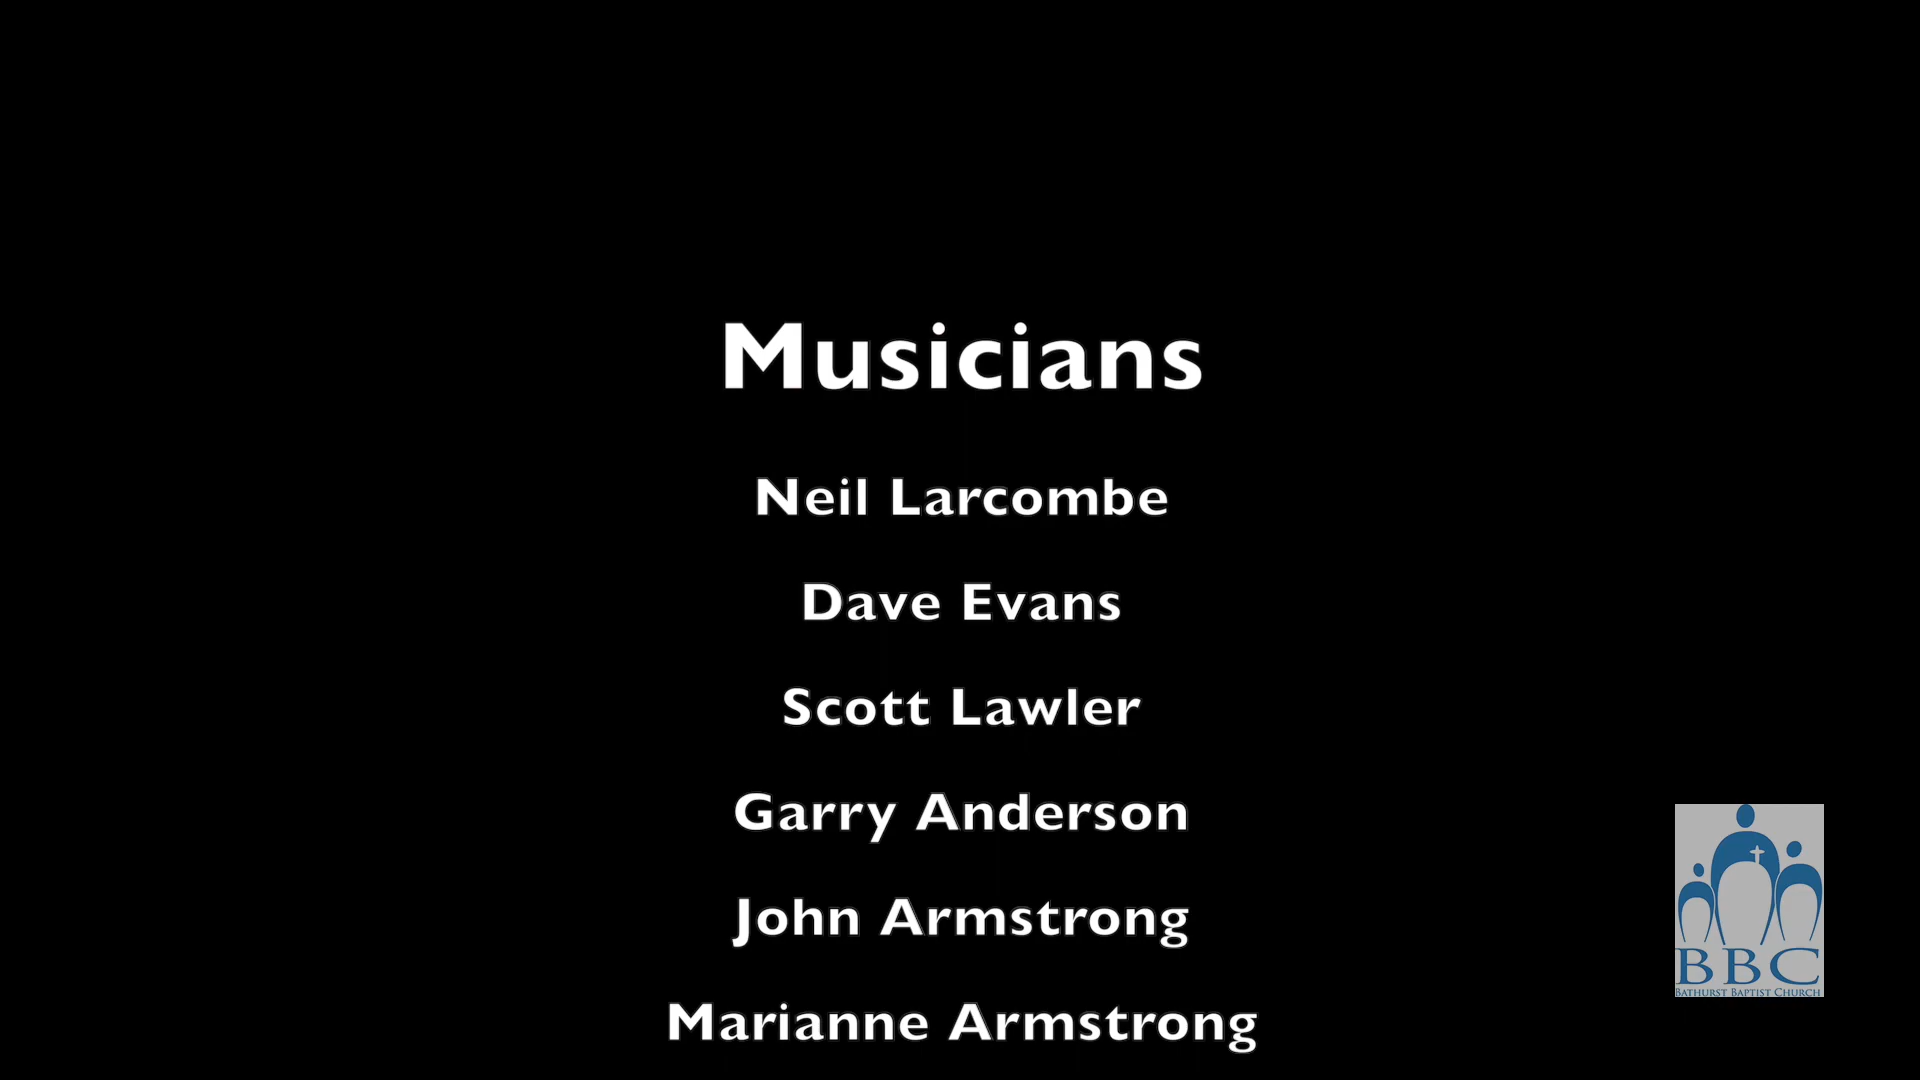 Musicians
Neil Larcombe
Dave Evans
Scott Lawler
Garry Anderson
John Armstrong
Marianne Armstrong
BBC
Bathurst Baptist Church